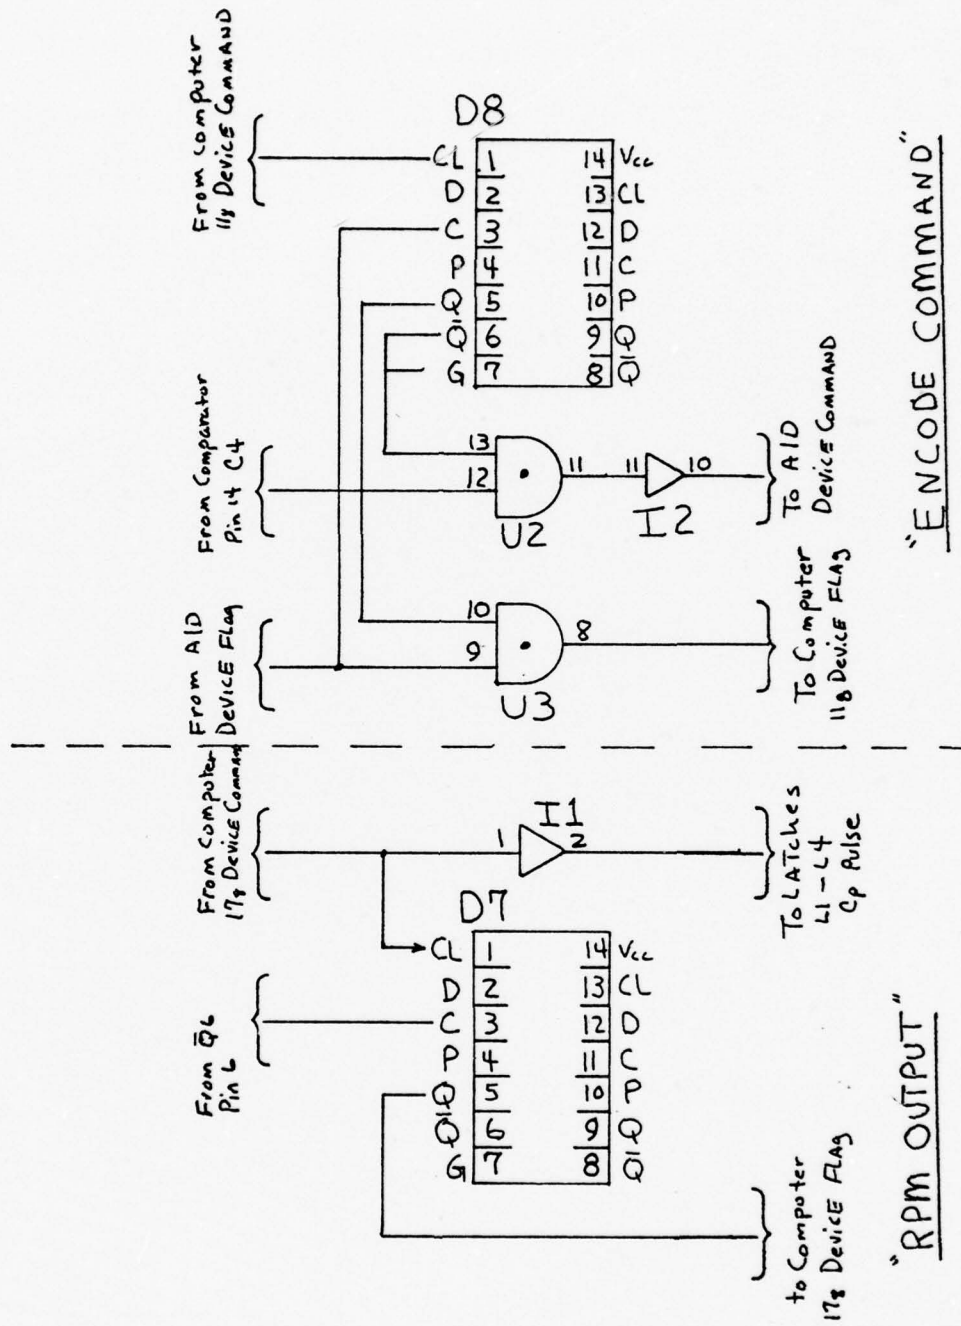 From Computer
11₈ Device COMMAND
From Comparator
Pin 14 C4
From A/D
DEVICE Flag
D8
CL 1 14 Vcc
D 2 13 CL
C 3 12 D
P 4 11 C
Q 5 10 P
Q̅ 6 9 Q
G 7 8 Q̅
13
12
11
U2
11
10
I2
10
9
8
U3
To A/D
Device COMMAND
To Computer
11₈ Device FLAg
"ENCODE COMMAND"
From Computer
17₈ Device Command
From Q̅6
Pin 6
1
2
I1
D7
CL 1 14 Vcc
D 2 13 CL
C 3 12 D
P 4 11 C
Q 5 10 P
Q̅ 6 9 Q
G 7 8 Q̅
To LATches
L1-L4
Cp Pulse
to Computer
17₈ Device FLAg
"RPM OUTPUT"